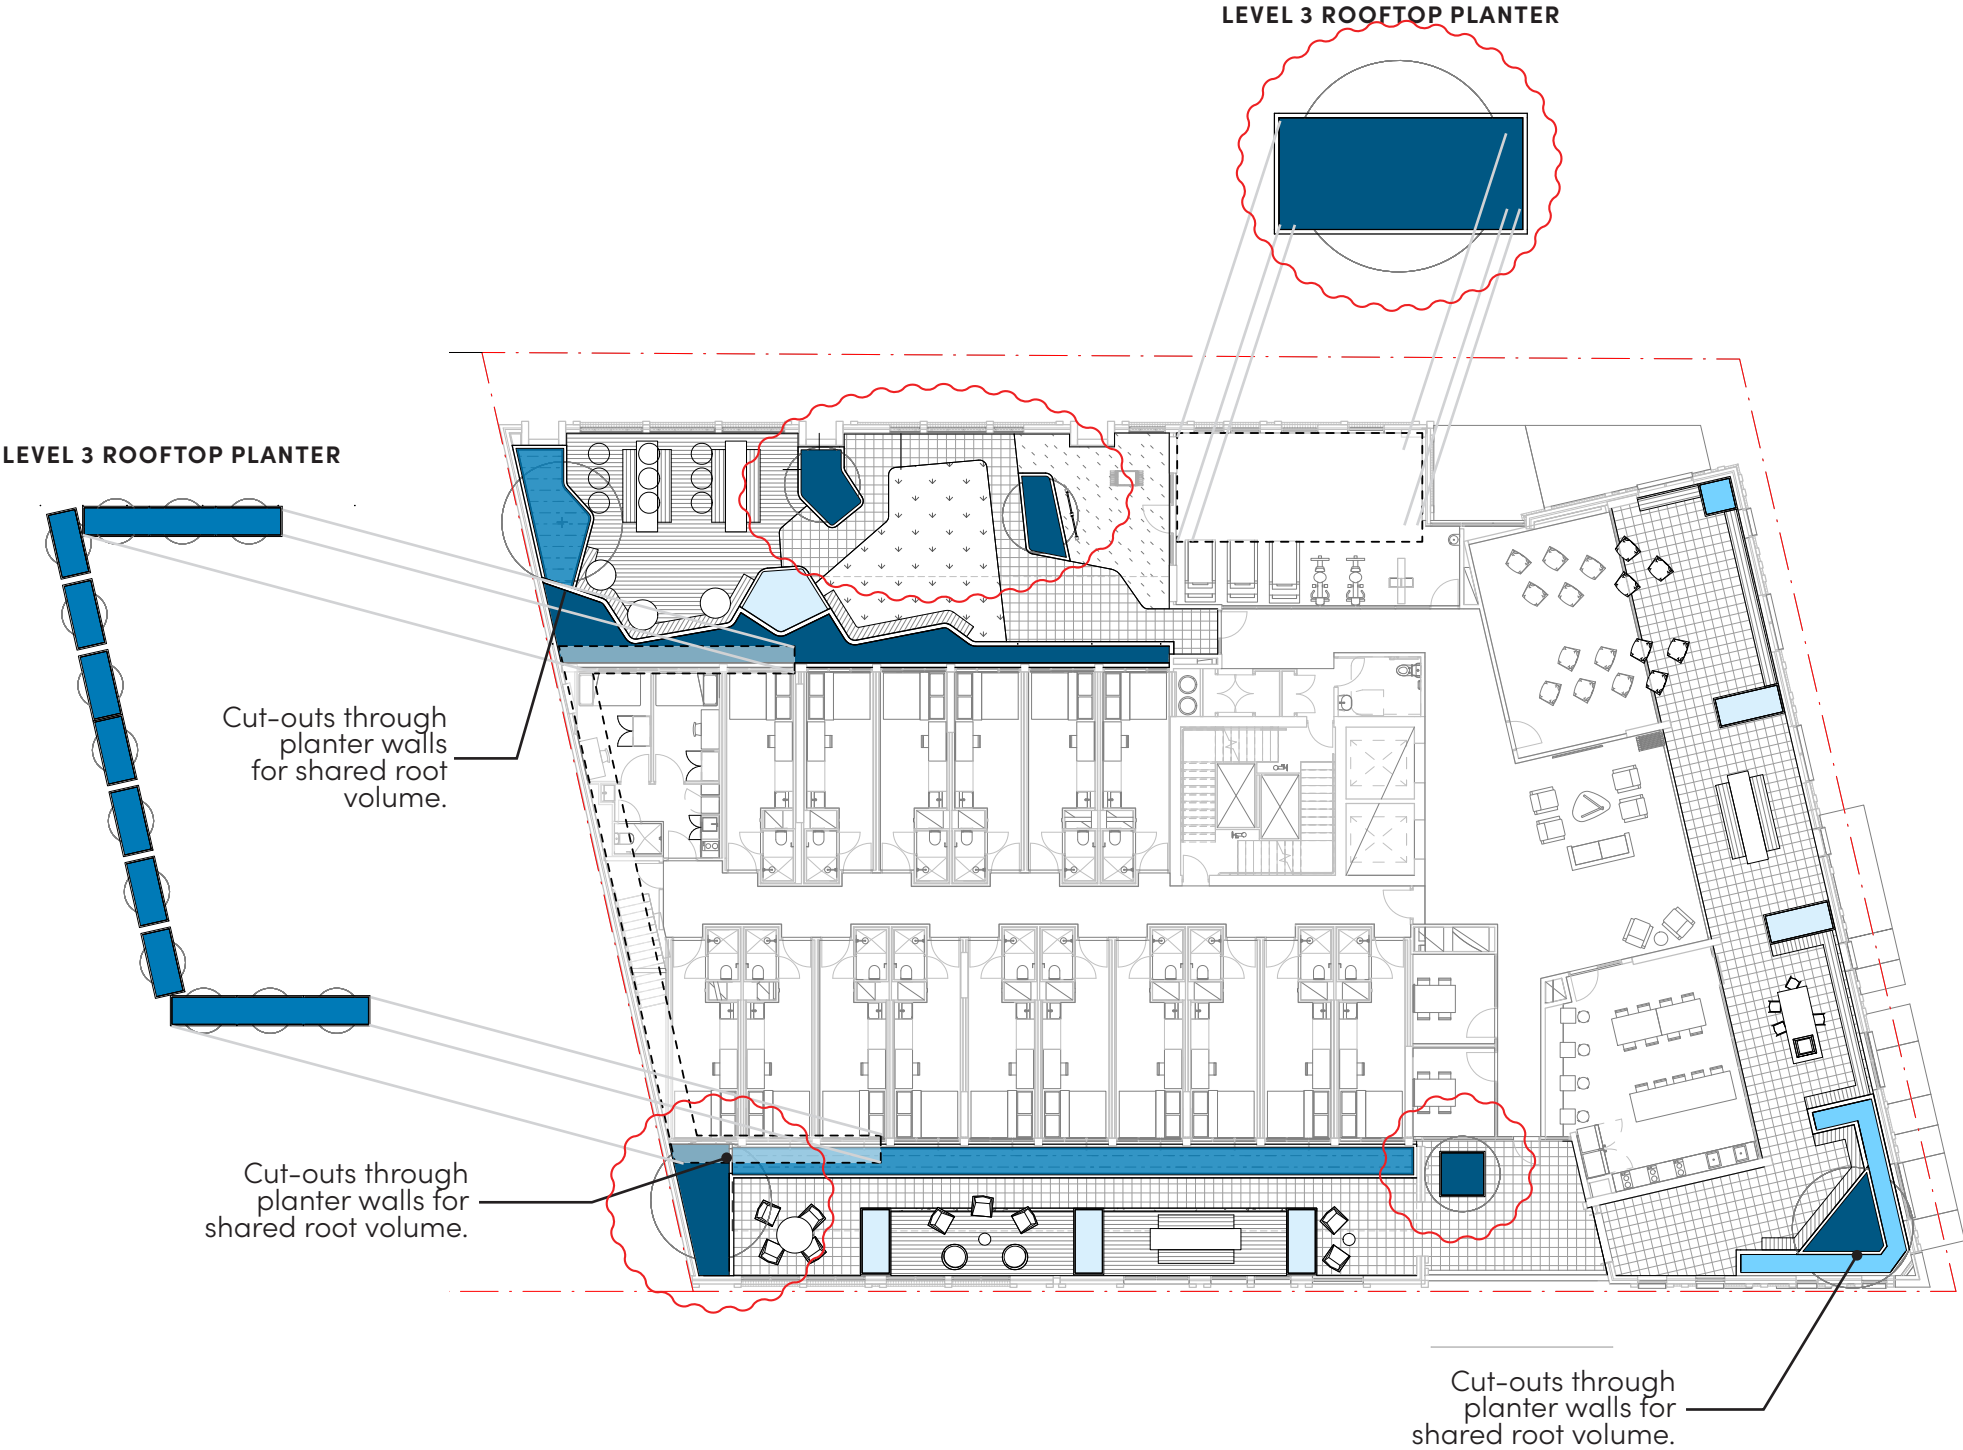 LEVEL 3 ROOFTOP PLANTER
LEVEL 3 ROOFTOP PLANTER
Cut-outs through
planter walls
for shared root
volume.
Cut-outs through
planter walls for
shared root volume.
Cut-outs through
planter walls for
shared root volume.